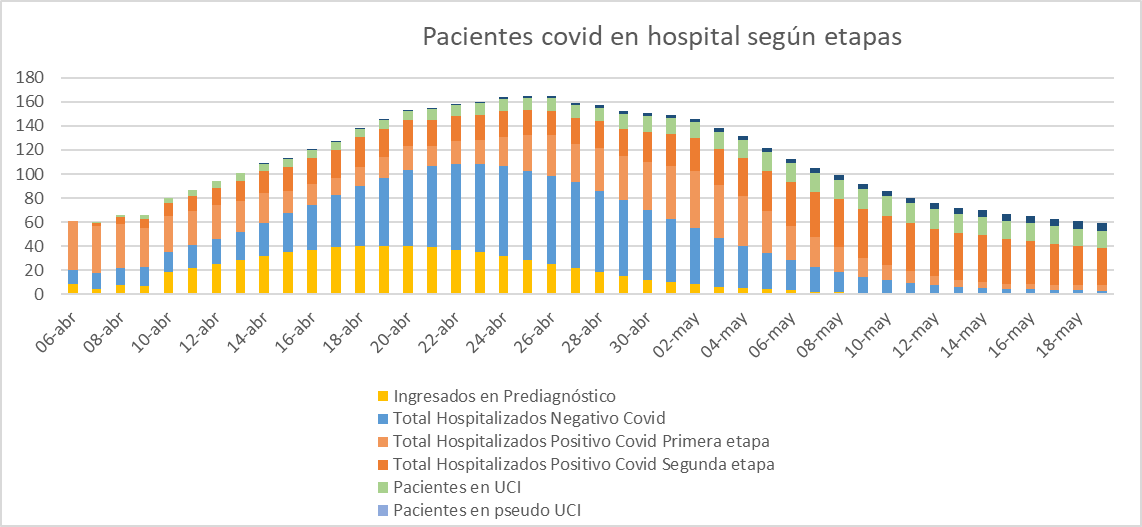 Pacientes covid en hospital según etapas
180
160
140
120
100
80
60
40
20
0
06-abr
08-abr
10-abr
12-abr
14-abr
16-abr
18-abr
20-abr
22-abr
24-abr
26-abr
28-abr
30-abr
02-may
04-may
06-may
08-may
10-may
12-may
14-may
16-may
18-may
Ingresados en Prediagnóstico
Total Hospitalizados Negativo Covid
Total Hospitalizados Positivo Covid Primera etapa
Total Hospitalizados Positivo Covid Segunda etapa
Pacientes en UCI
Pacientes en pseudo UCI